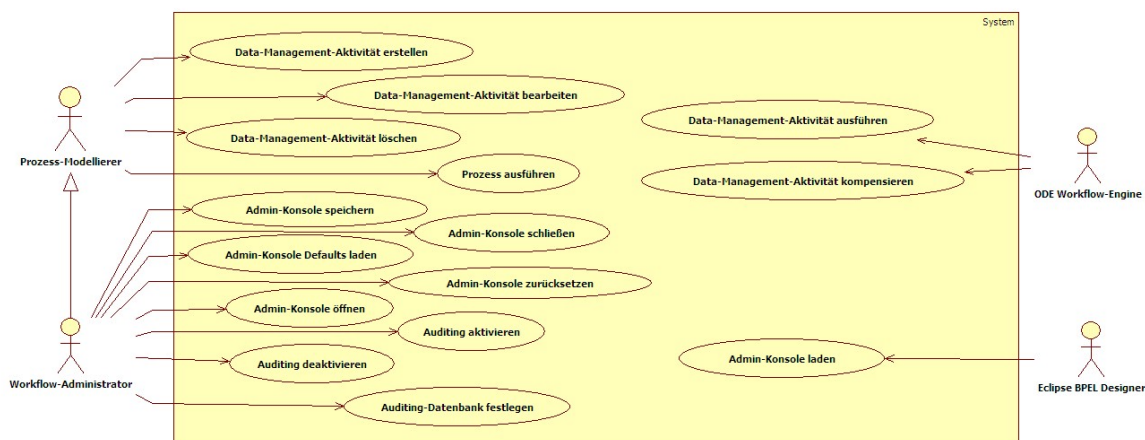 System
Data-Management-Aktivität erstellen
Data-Management-Aktivität bearbeiten
Data-Management-Aktivität ausführen
Data-Management-Aktivität löschen
Prozess-Modellierer
Prozess ausführen
Data-Management-Aktivität kompensieren
ODE Workflow-Engine
Admin-Konsole speichern
Admin-Konsole schließen
Admin-Konsole Defaults laden
Admin-Konsole zurücksetzen
Admin-Konsole öffnen
Auditing aktivieren
Admin-Konsole laden
Auditing deaktivieren
Workflow-Administrator
Eclipse BPEL Designer
Auditing-Datenbank festlegen